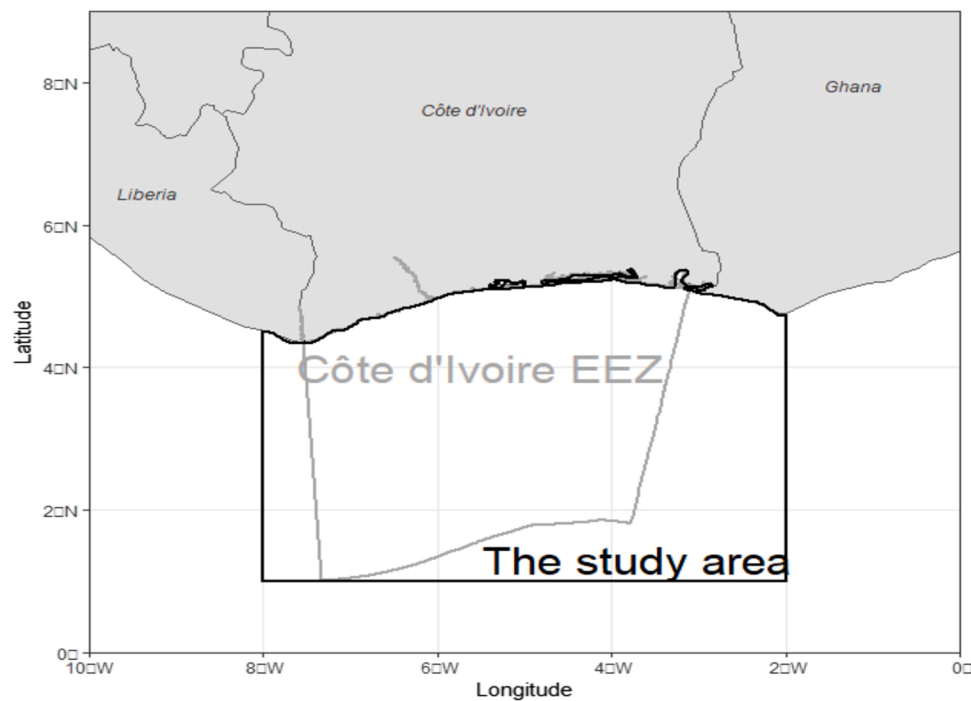 8□N
Ghana
Côte d'Ivoire
Liberia
6□N
Latitude
4□N
Côte d'Ivoire EEZ
2□N
The study area
0□
10□W
8□W
6□W
4□W
2□W
0□
Longitude